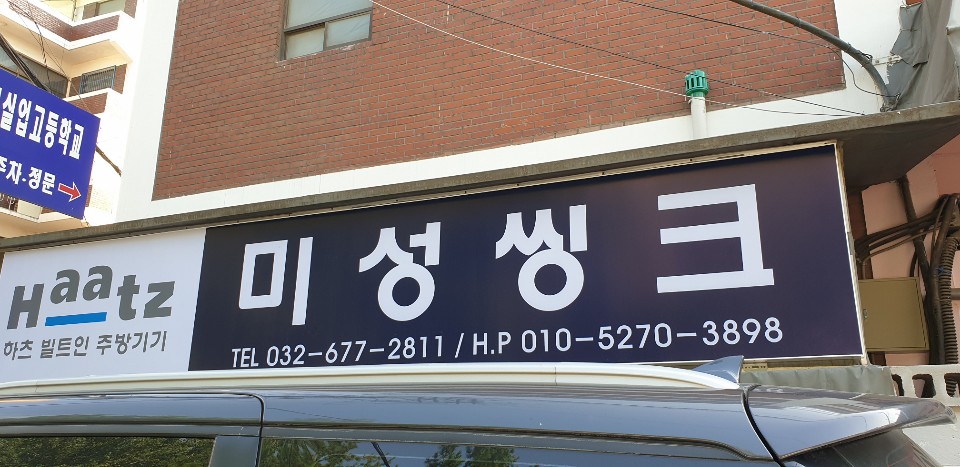 실업고등학교
주차-정문
Haatz
하츠 빌트인 주방기기
미성씽크
TEL 032-677-2811 / H.P 010-5270-3898